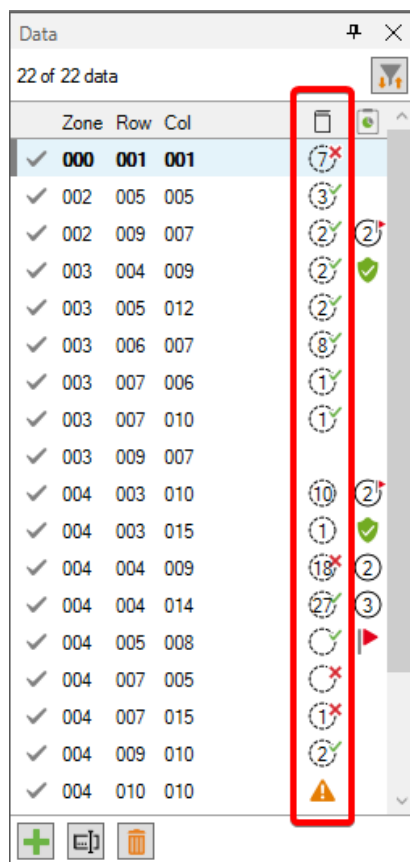 Data
22 of 22 data
Zone Row Col
000 001 001 7
002 005 005 3
002 009 007 2 2
003 004 009 2
003 005 012 2
003 006 007 8
003 007 006 1
003 007 010 1
003 009 007
004 003 010 10 2
004 003 015 1
004 004 009 18 2
004 004 014 27 3
004 005 008
004 007 005
004 007 015 1
004 009 010 2
004 010 010